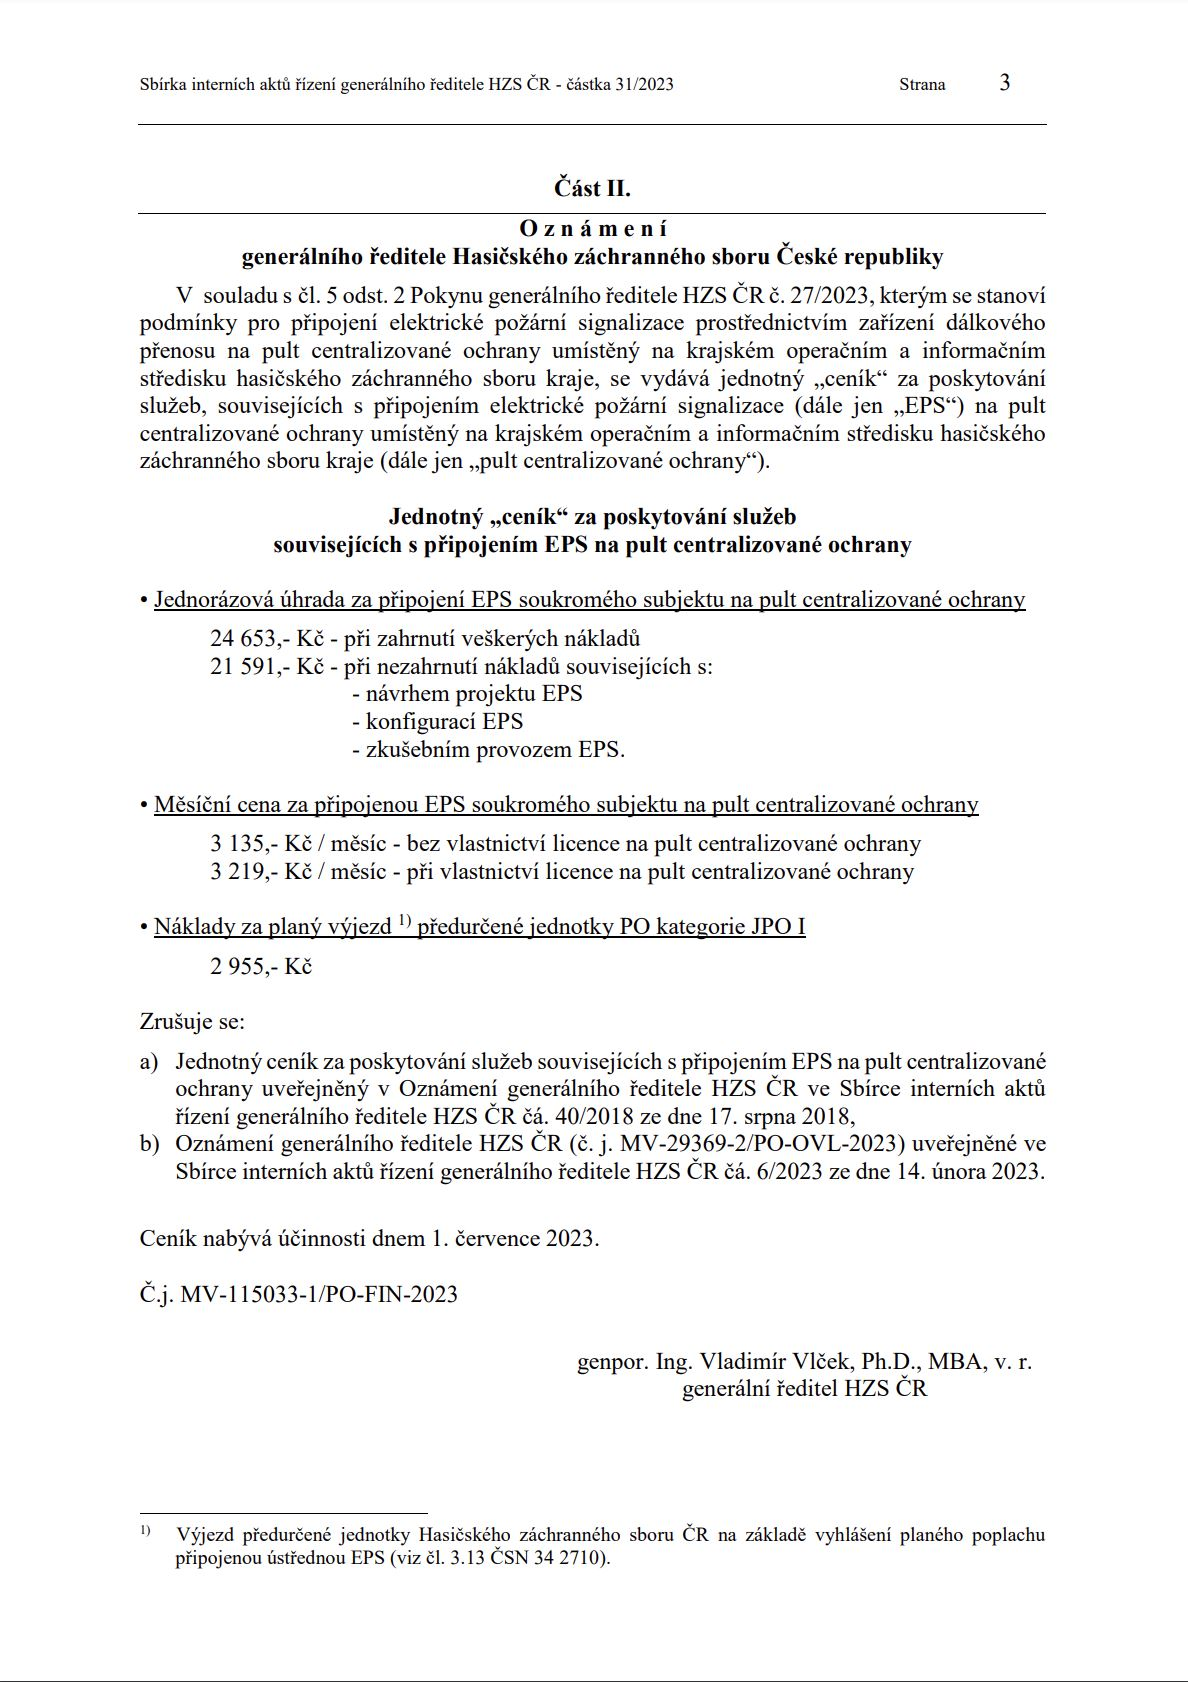 Sbírka interních aktů řízení generálního ředitele HZS ČR - částka 31/2023 Strana 3
Část II.
O z n á m e n í
generálního ředitele Hasičského záchranného sboru České republiky
V souladu s čl. 5 odst. 2 Pokynu generálního ředitele HZS ČR č. 27/2023, kterým se stanoví
podmínky pro připojení elektrické požární signalizace prostřednictvím zařízení dálkového
přenosu na pult centralizované ochrany umístěný na krajském operačním a informačním
středisku hasičského záchranného sboru kraje, se vydává jednotný „ceník“ za poskytování
služeb, souvisejících s připojením elektrické požární signalizace (dále jen „EPS“) na pult
centralizované ochrany umístěný na krajském operačním a informačním středisku hasičského
záchranného sboru kraje (dále jen „pult centralizované ochrany“).
Jednotný „ceník“ za poskytování služeb
souvisejících s připojením EPS na pult centralizované ochrany
• Jednorázová úhrada za připojení EPS soukromého subjektu na pult centralizované ochrany
24 653,- Kč - při zahrnutí veškerých nákladů
21 591,- Kč - při nezahrnutí nákladů souvisejících s:
- návrhem projektu EPS
- konfigurací EPS
- zkušebním provozem EPS.
• Měsíční cena za připojenou EPS soukromého subjektu na pult centralizované ochrany
3 135,- Kč / měsíc - bez vlastnictví licence na pult centralizované ochrany
3 219,- Kč / měsíc - při vlastnictví licence na pult centralizované ochrany
• Náklady za planý výjezd 1) předurčené jednotky PO kategorie JPO I
2 955,- Kč
Zrušuje se:
a) Jednotný ceník za poskytování služeb souvisejících s připojením EPS na pult centralizované
ochrany uveřejněný v Oznámení generálního ředitele HZS ČR ve Sbírce interních aktů
řízení generálního ředitele HZS ČR čá. 40/2018 ze dne 17. srpna 2018,
b) Oznámení generálního ředitele HZS ČR (č. j. MV-29369-2/PO-OVL-2023) uveřejněné ve
Sbírce interních aktů řízení generálního ředitele HZS ČR čá. 6/2023 ze dne 14. února 2023.
Ceník nabývá účinnosti dnem 1. července 2023.
Č.j. MV-115033-1/PO-FIN-2023
genpor. Ing. Vladimír Vlček, Ph.D., MBA, v. r.
generální ředitel HZS ČR
1) Výjezd předurčené jednotky Hasičského záchranného sboru ČR na základě vyhlášení planého poplachu
připojenou ústřednou EPS (viz čl. 3.13 ČSN 34 2710).